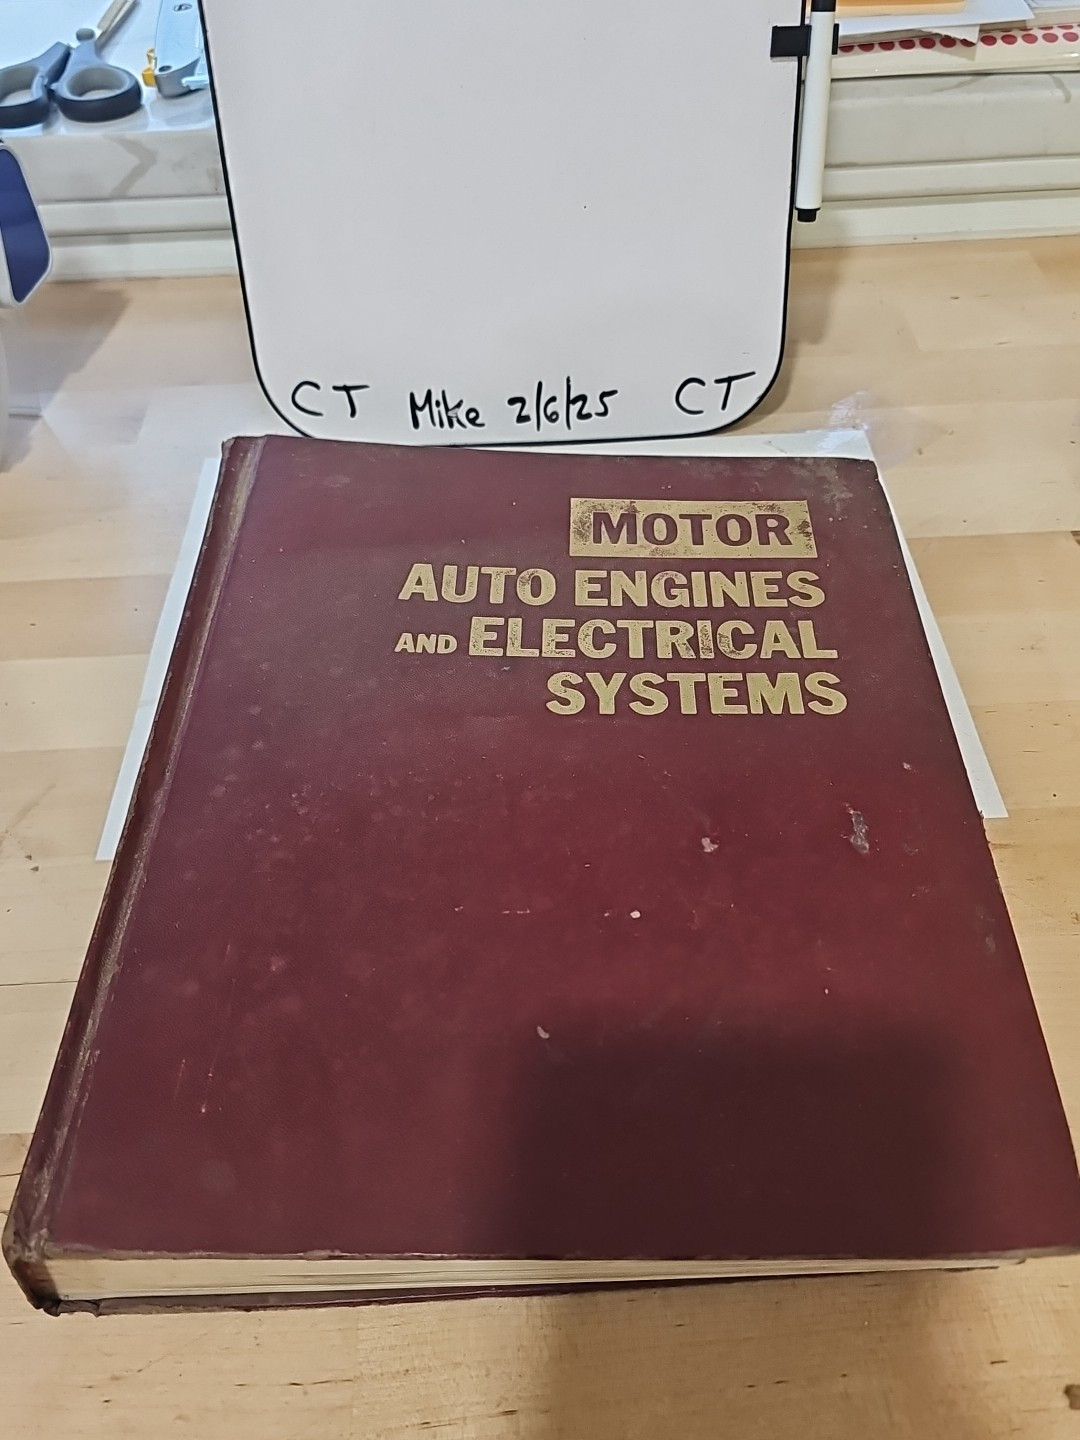 CT Mike 2/6/25 CT
MOTOR
AUTO ENGINES
AND ELECTRICAL
SYSTEMS